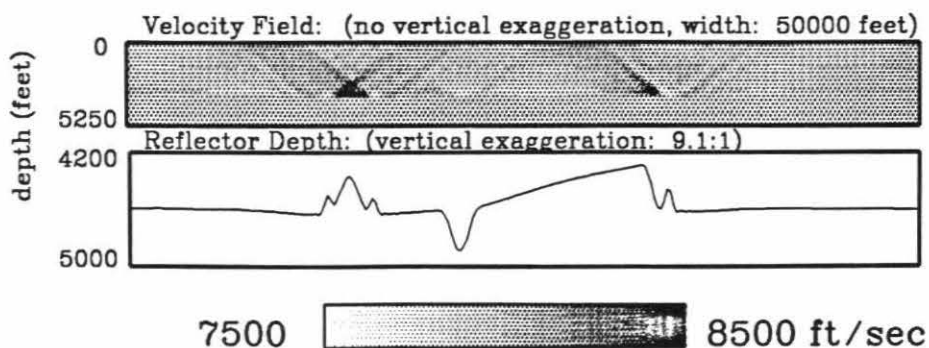 Velocity Field: (no vertical exaggeration, width: 50000 feet)
0
depth (feet)
5250
Reflector Depth: (vertical exaggeration: 9.1:1)
4200
5000
7500
8500 ft/sec